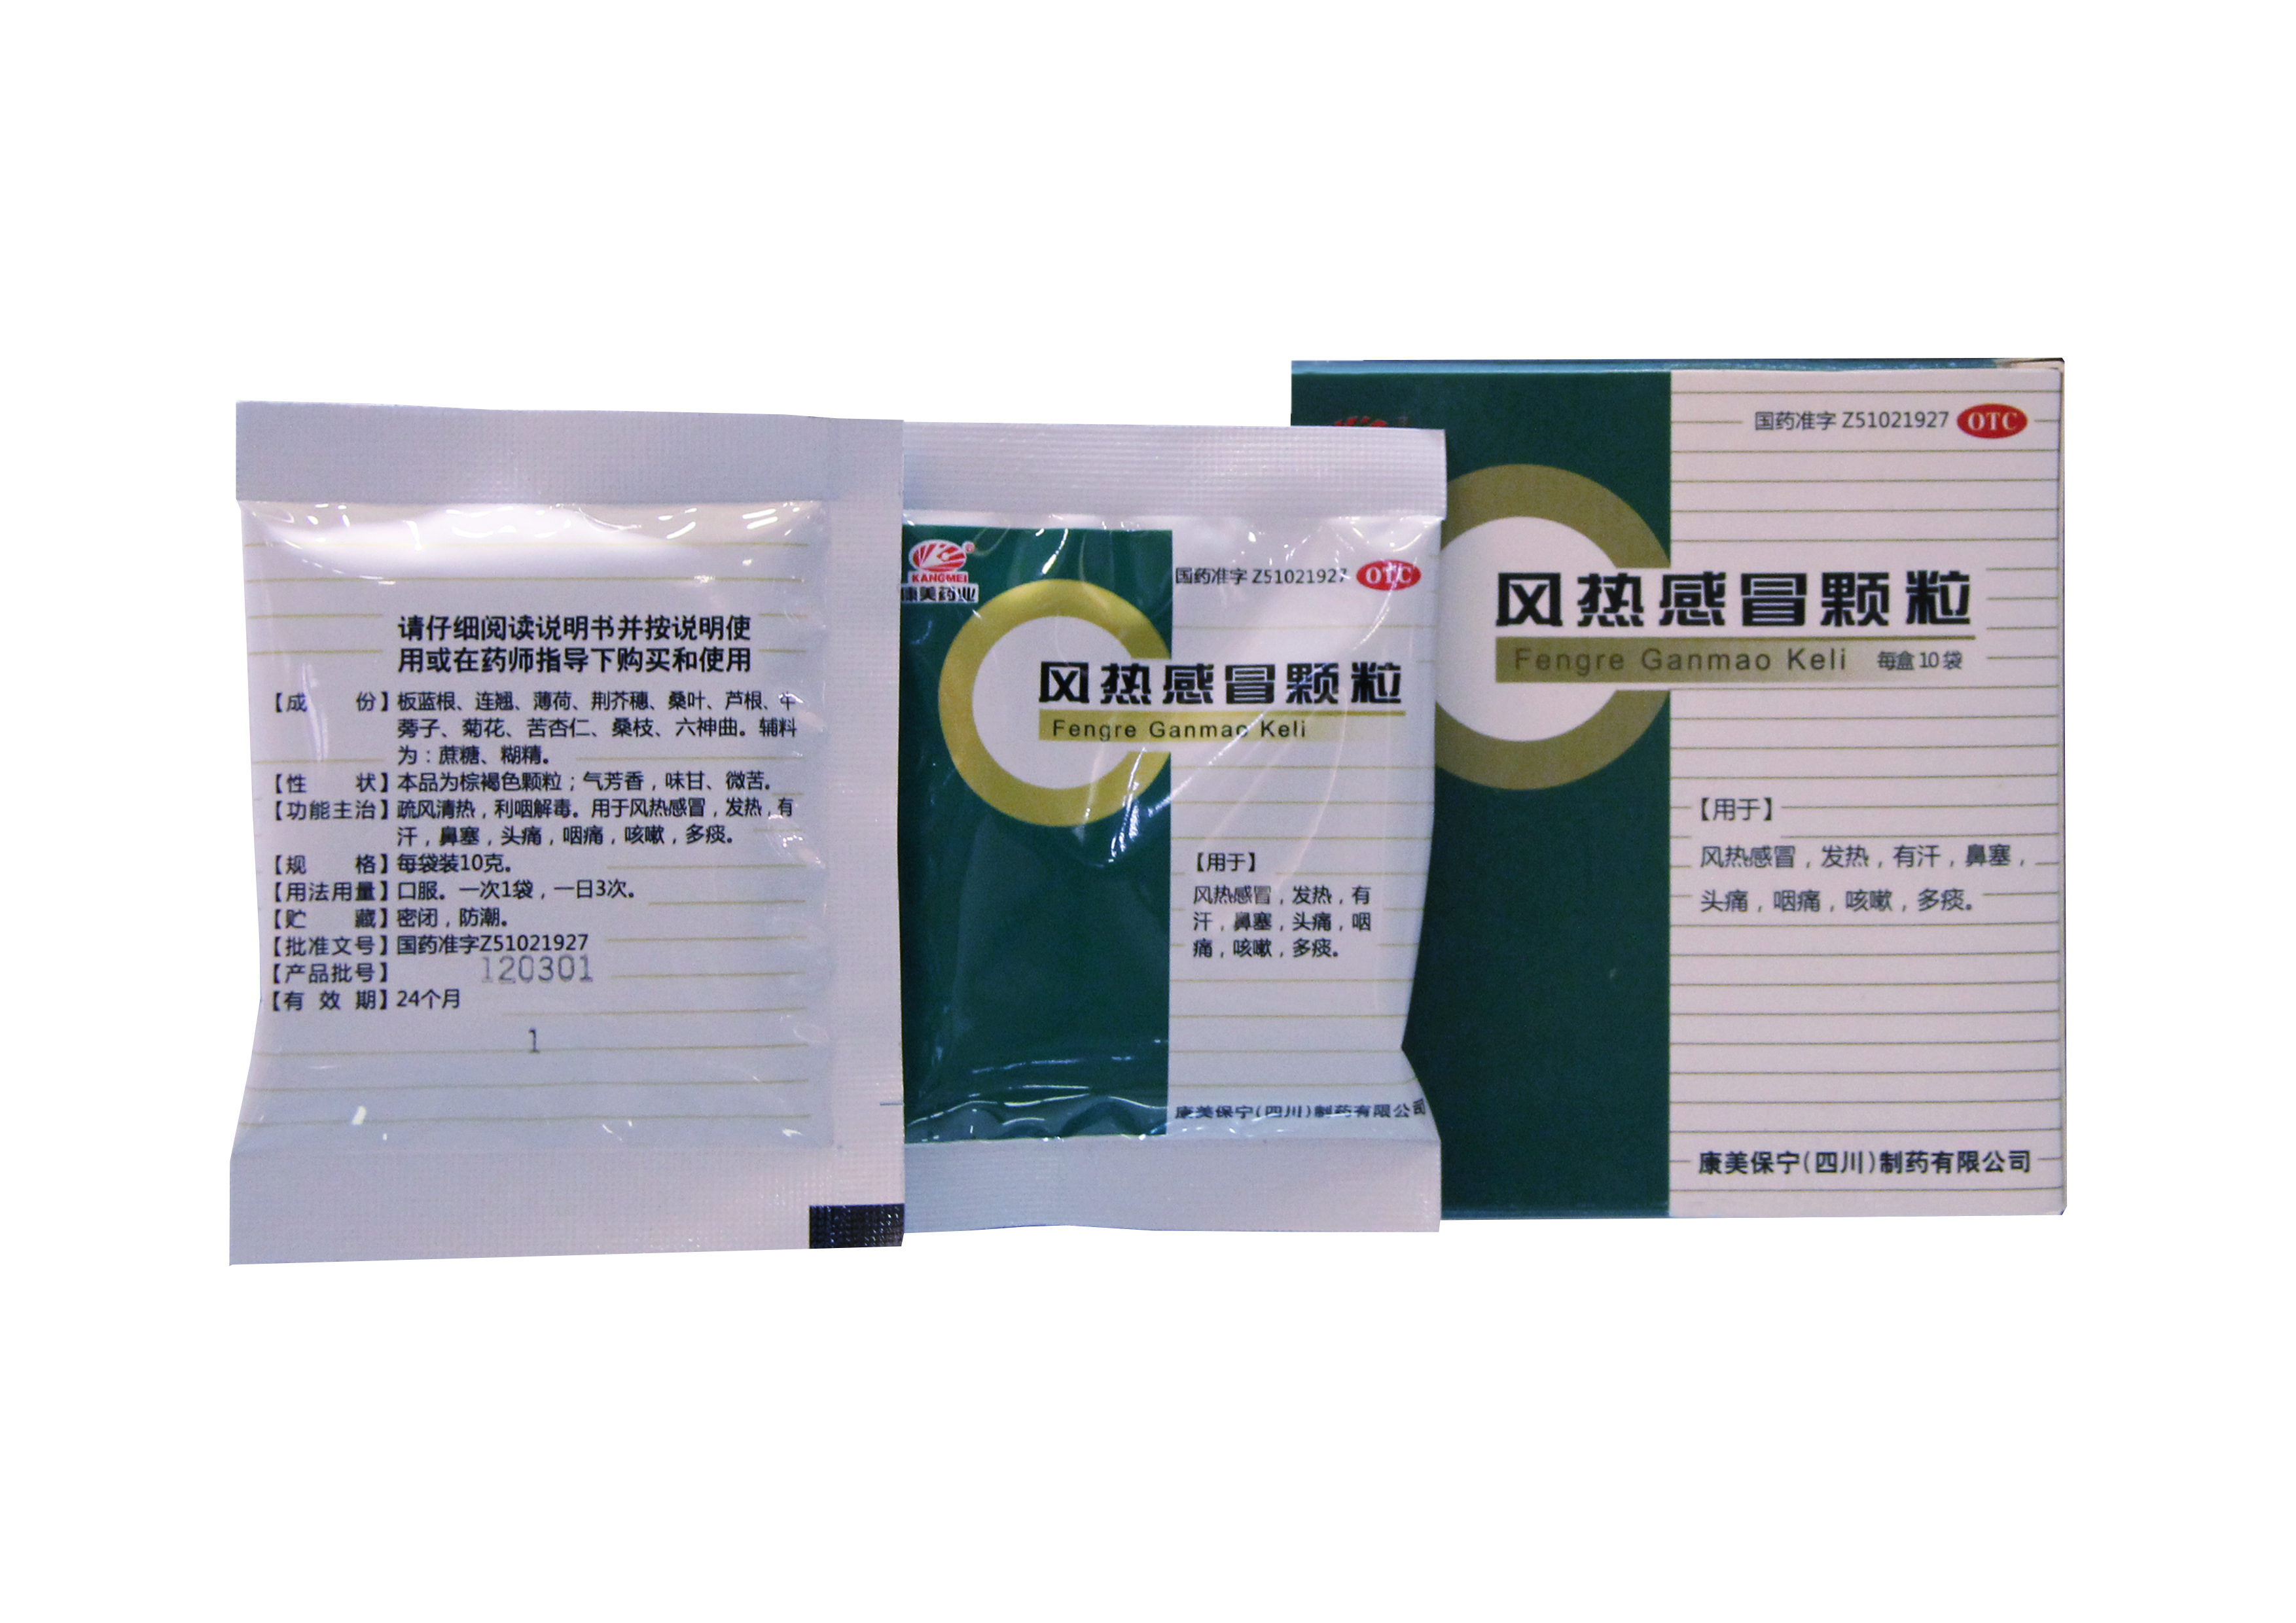 请仔细阅读说明书并按说明使
用或在药师指导下购买和使用
【成 份】板蓝根、连翘、薄荷、荆芥穗、桑叶、芦根、牛
蒡子、菊花、苦杏仁、桑枝、六神曲。辅料
为：蔗糖、糊精。
【性 状】本品为棕褐色颗粒；气芳香，味甘、微苦。
【功能主治】疏风清热，利咽解毒。用于风热感冒，发热，有
汗，鼻塞，头痛，咽痛，咳嗽，多痰。
【规 格】每袋装10克。
【用法用量】口服。一次1袋，一日3次。
【贮 藏】密闭，防潮。
【批准文号】国药准字Z51021927
【产品批号】 120301
【有 效 期】24个月
1
KANGMEI
康美药业
国药准字 Z51021927 OTC
风热感冒颗粒
Fengre Ganmao Keli
【用于】
风热感冒，发热，有
汗，鼻塞，头痛，咽
痛，咳嗽，多痰。
康美保宁(四川)制药有限公司
国药准字 Z51021927 OTC
风热感冒颗粒
Fengre Ganmao Keli 每盒10袋
【用于】
风热感冒，发热，有汗，鼻塞，
头痛，咽痛，咳嗽，多痰。
康美保宁(四川)制药有限公司